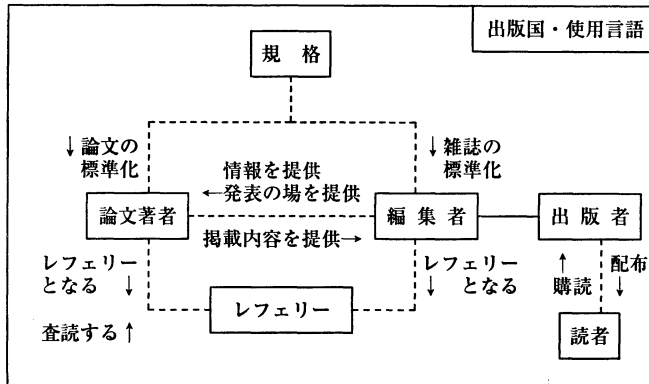 出版国・使用言語
規 格
↓論文の
標準化
情報を提供
←発表の場を提供
↓雑誌の
標準化
論文著者
編 集 者
出 版 者
掲載内容を提供→
レフェリー
となる ↓
査読する↑
レフェリー
↓となる
↑
購読
配布
↓
レフェリー
読者